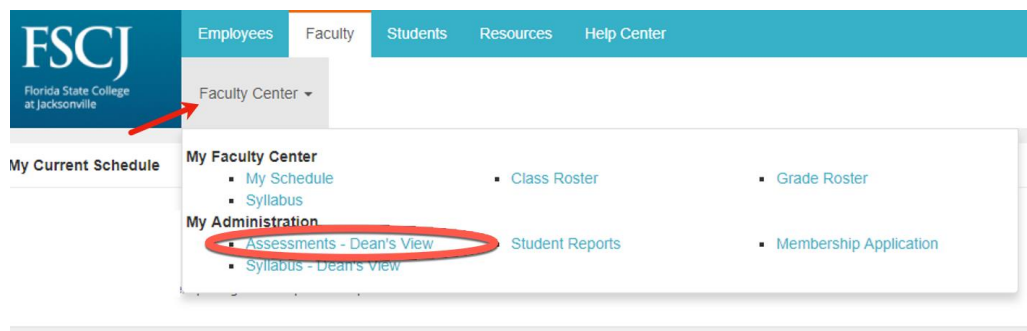 FSCJ
Florida State College
at Jacksonville
Employees Faculty Students Resources Help Center
Faculty Center
My Current Schedule
My Faculty Center
My Schedule Class Roster Grade Roster
Syllabus
My Administration
Assessments - Dean's View Student Reports Membership Application
Syllabus - Dean's View